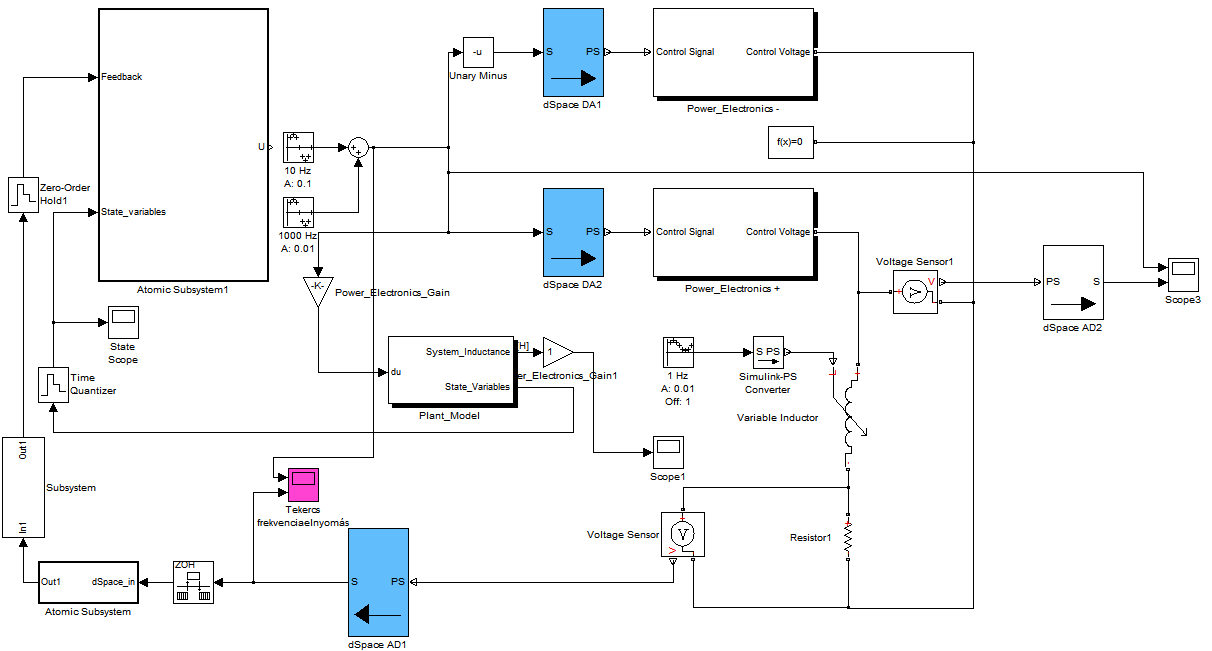 Feedback
State_variables
U
Atomic Subsystem1
Zero-Order
Hold1
10 Hz
A: 0.1
1000 Hz
A: 0.01
-u
Unary Minus
S PS
dSpace DA1
Control Signal Control Voltage
Power_Electronics -
f(x)=0
S PS
dSpace DA2
Control Signal Control Voltage
Power_Electronics +
Voltage Sensor1
V
PS S
dSpace AD2
Scope3
-K-
Power_Electronics_Gain
State
Scope
Time
Quantizer
du
System_Inductance
State_Variables
Plant_Model
[H]
1
er_Electronics_Gain1
1 Hz
A: 0.01
Off: 1
S PS
Simulink-PS
Converter
Variable Inductor
Scope1
Out1
In1
Subsystem
Tekercs
frekvenciaelnyomás
Voltage Sensor
V
V
Resistor1
Out1 dSpace_in
Atomic Subsystem
ZOH
S PS
dSpace AD1